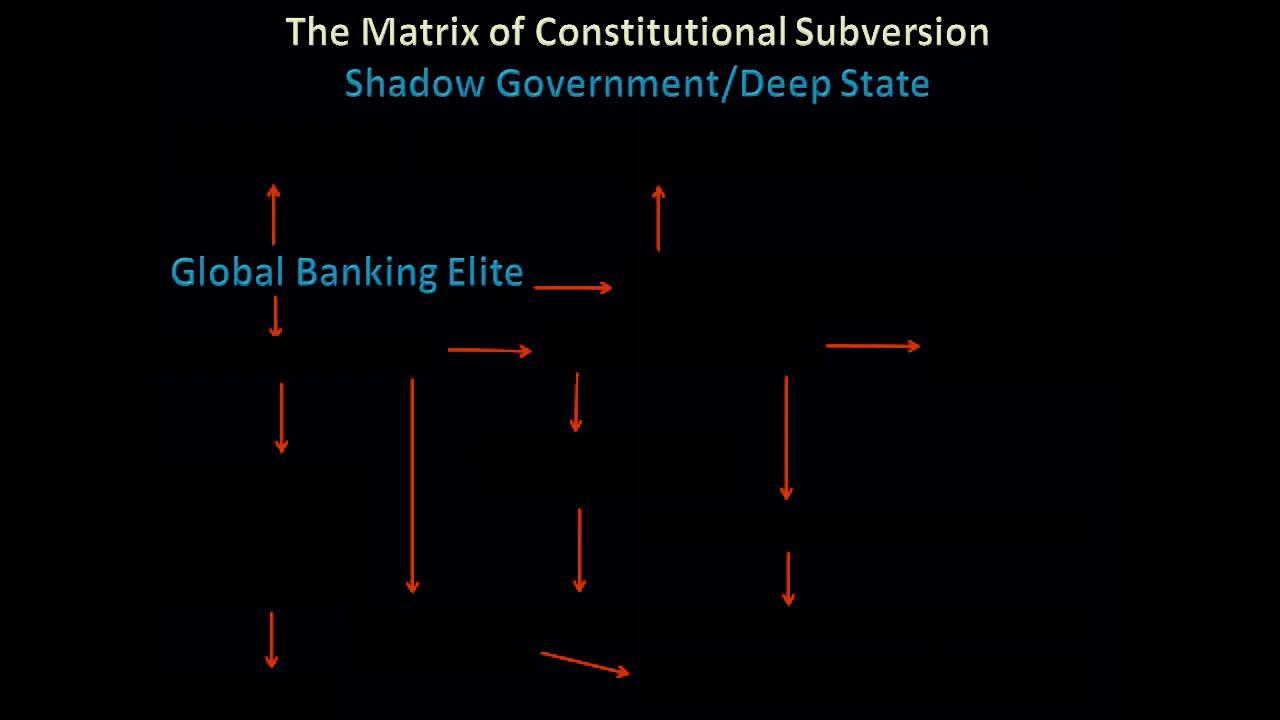 The Matrix of Constitutional Subversion
Shadow Government/Deep State
Global Banking Elite